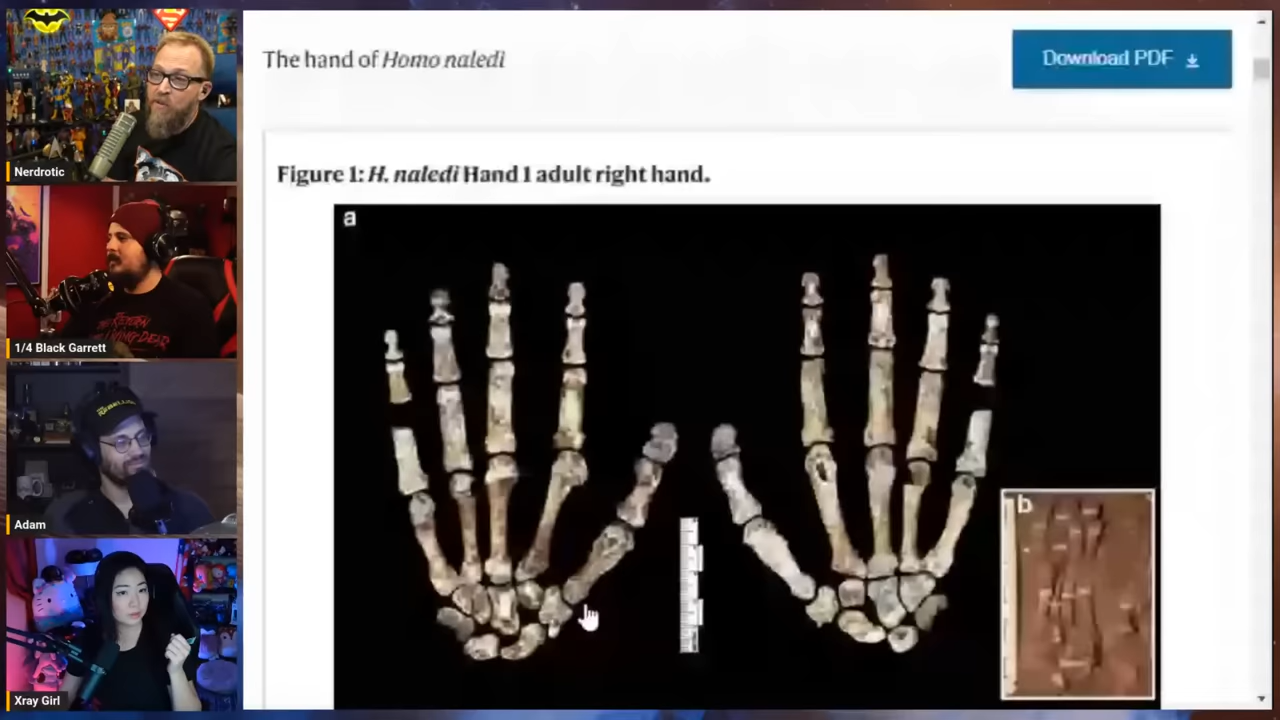 Nerdrotic
1/4 Black Garrett
Adam
Xray Girl
The hand of Homo naledi
Download PDF
Figure 1: H. naledi Hand 1 adult right hand.
a
b